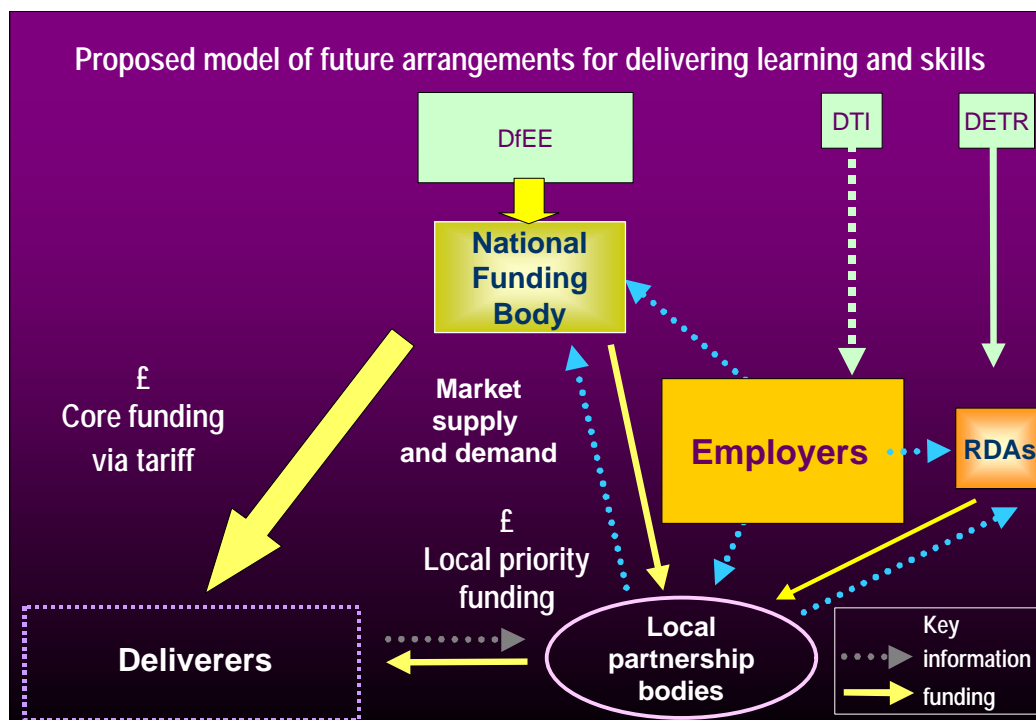 Proposed model of future arrangements for delivering learning and skills
DfEE
DTI
DETR
National
Funding
Body
£
Core funding
via tariff
Market
supply
and demand
Employers
RDAs
£
Local priority
funding
Deliverers
Local
partnership
bodies
Key
information
funding